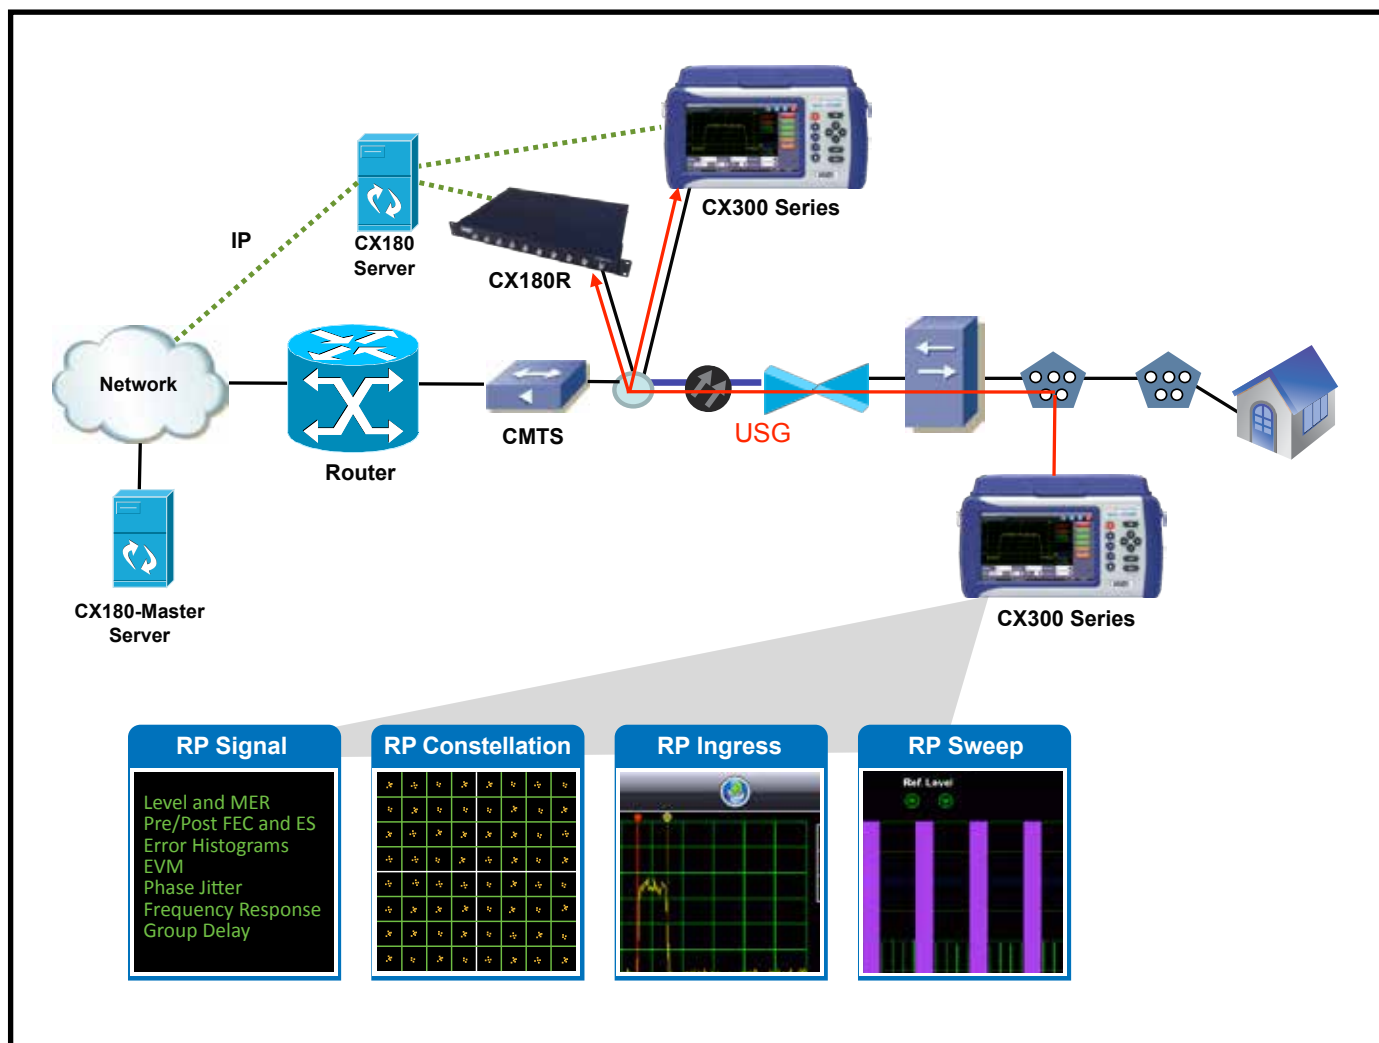 CX300 Series
IP
CX180
Server
CX180R
Network
Router
CMTS
USG
CX180-Master
Server
CX300 Series
RP Signal
Level and MER
Pre/Post FEC and ES
Error Histograms
EVM
Phase Jitter
Frequency Response
Group Delay
RP Constellation
RP Ingress
RP Sweep
Ref. Level